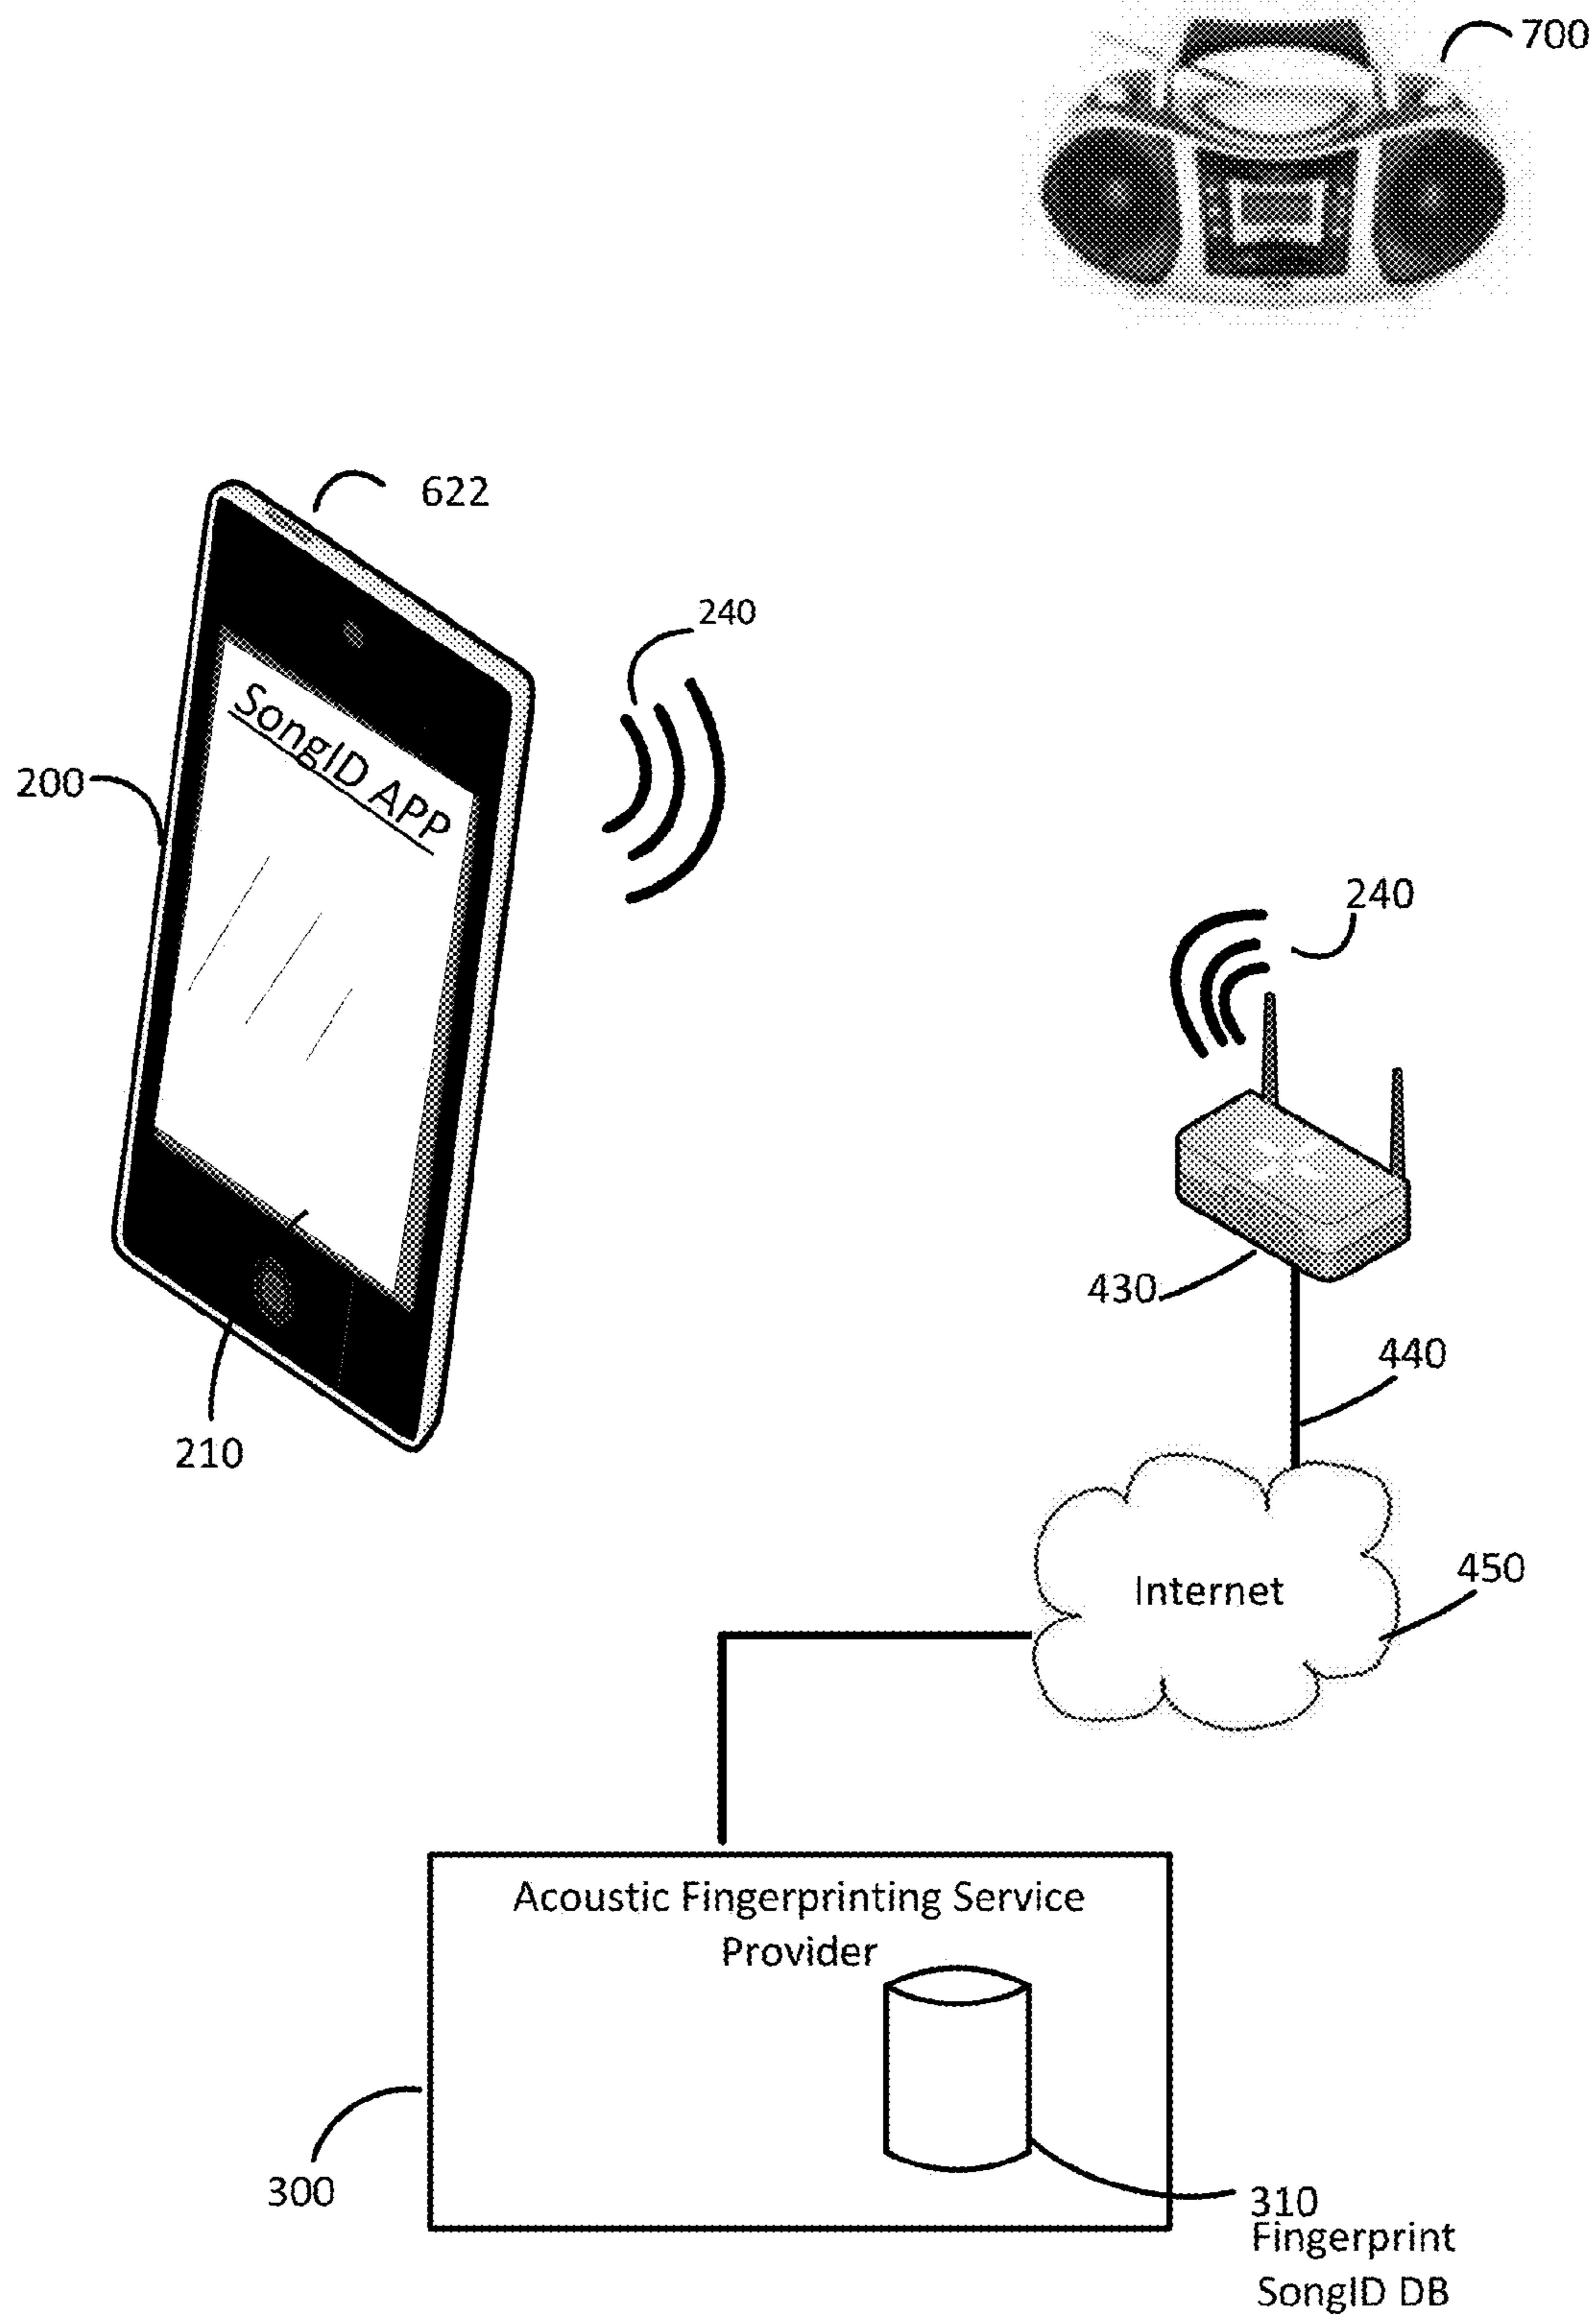 700
622
240
SongID APP
200
240
430
440
210
450
Internet
Acoustic Fingerprinting Service
Provider
300
310
Fingerprint
SongID DB